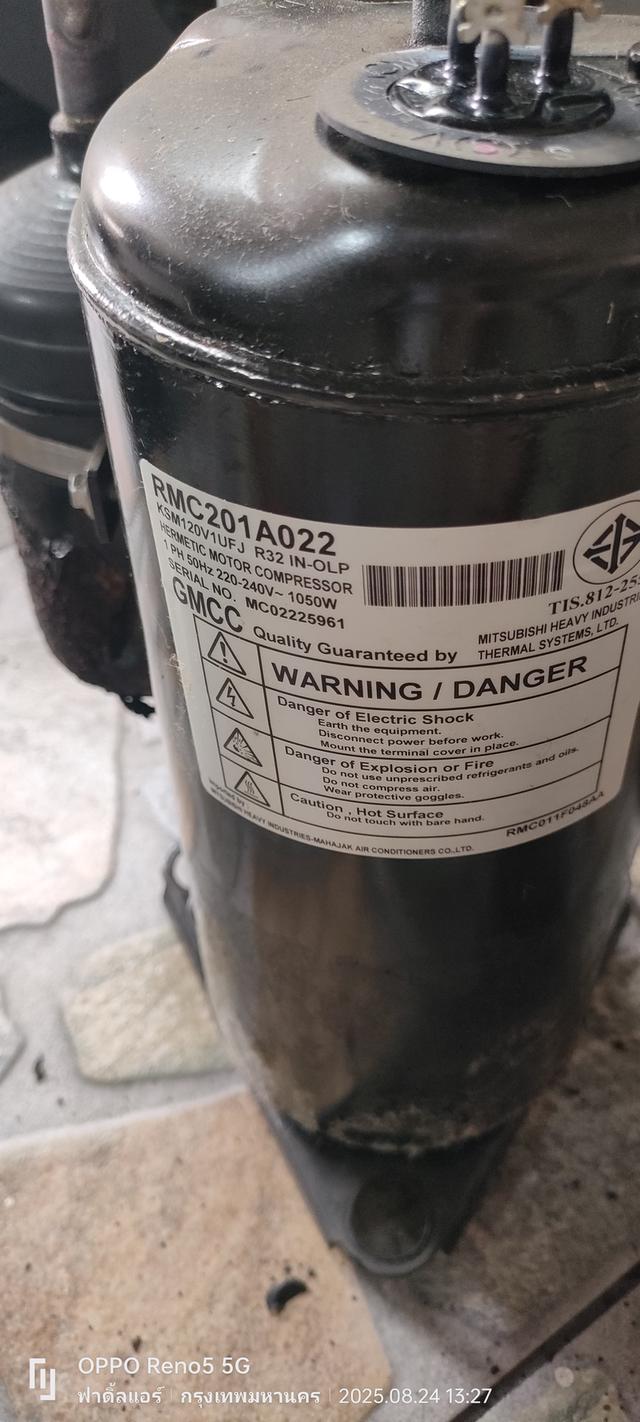 RMC201A022
KSM120V1UFJ R32 IN-OLP
HERMETIC MOTOR COMPRESSOR
1 PH 50Hz 220-240V~ 1050W
SERIAL NO. MC02225961
TIS.812-25
GMCC Quality Guaranteed by
MITSUBISHI HEAVY INDUSTRI
THERMAL SYSTEMS, LTD.
WARNING / DANGER
Danger of Electric Shock
Earth the equipment.
Disconnect power before work.
Mount the terminal cover in place.
Danger of Explosion or Fire
Do not use unprescribed refrigerants and oils.
Do not compress air.
Wear protective goggles.
Caution , Hot Surface
Do not touch with bare hand.
Imported by :
MITSUBISHI HEAVY INDUSTRIES-MAHAJAK AIR CONDITIONERS CO.,LTD.
RMC011F048AA
OPPO Reno5 5G
ฟาดิ้ลแอร์ | กรุงเทพมหานคร | 2025.08.24 13:27